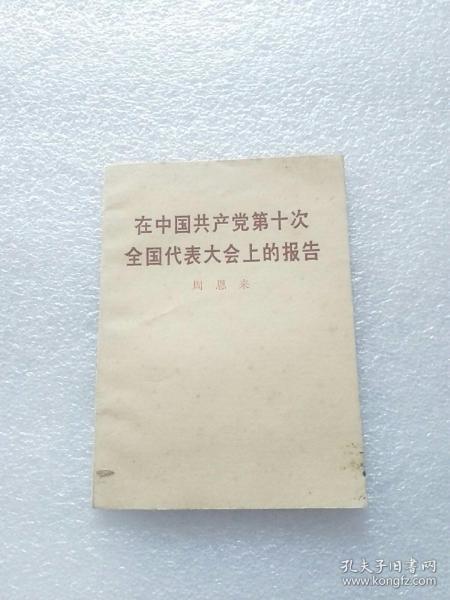 在中国共产党第十次
全国代表大会上的报告
周恩来
孔夫子旧书网
www.kongfz.com